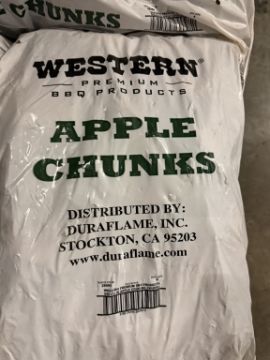 CHUNKS
WESTERN®
PREMIUM
BBQ PRODUCTS
APPLE
CHUNKS
DISTRIBUTED BY:
DURAFLAME, INC.
STOCKTON, CA 95203
www.duraflame.com